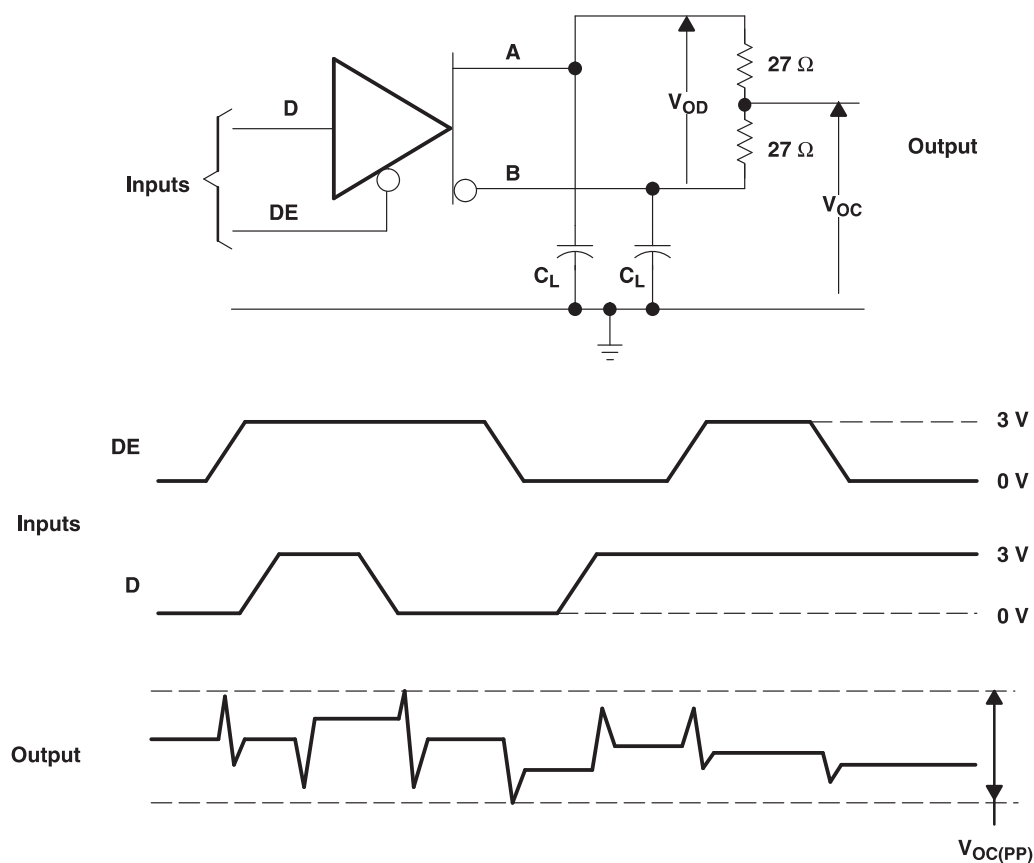 A
27 Ω
D
V_OD
27 Ω
Output
Inputs
B
DE
V_OC
C_L
C_L
DE
3 V
0 V
Inputs
D
3 V
0 V
Output
V_OC(PP)